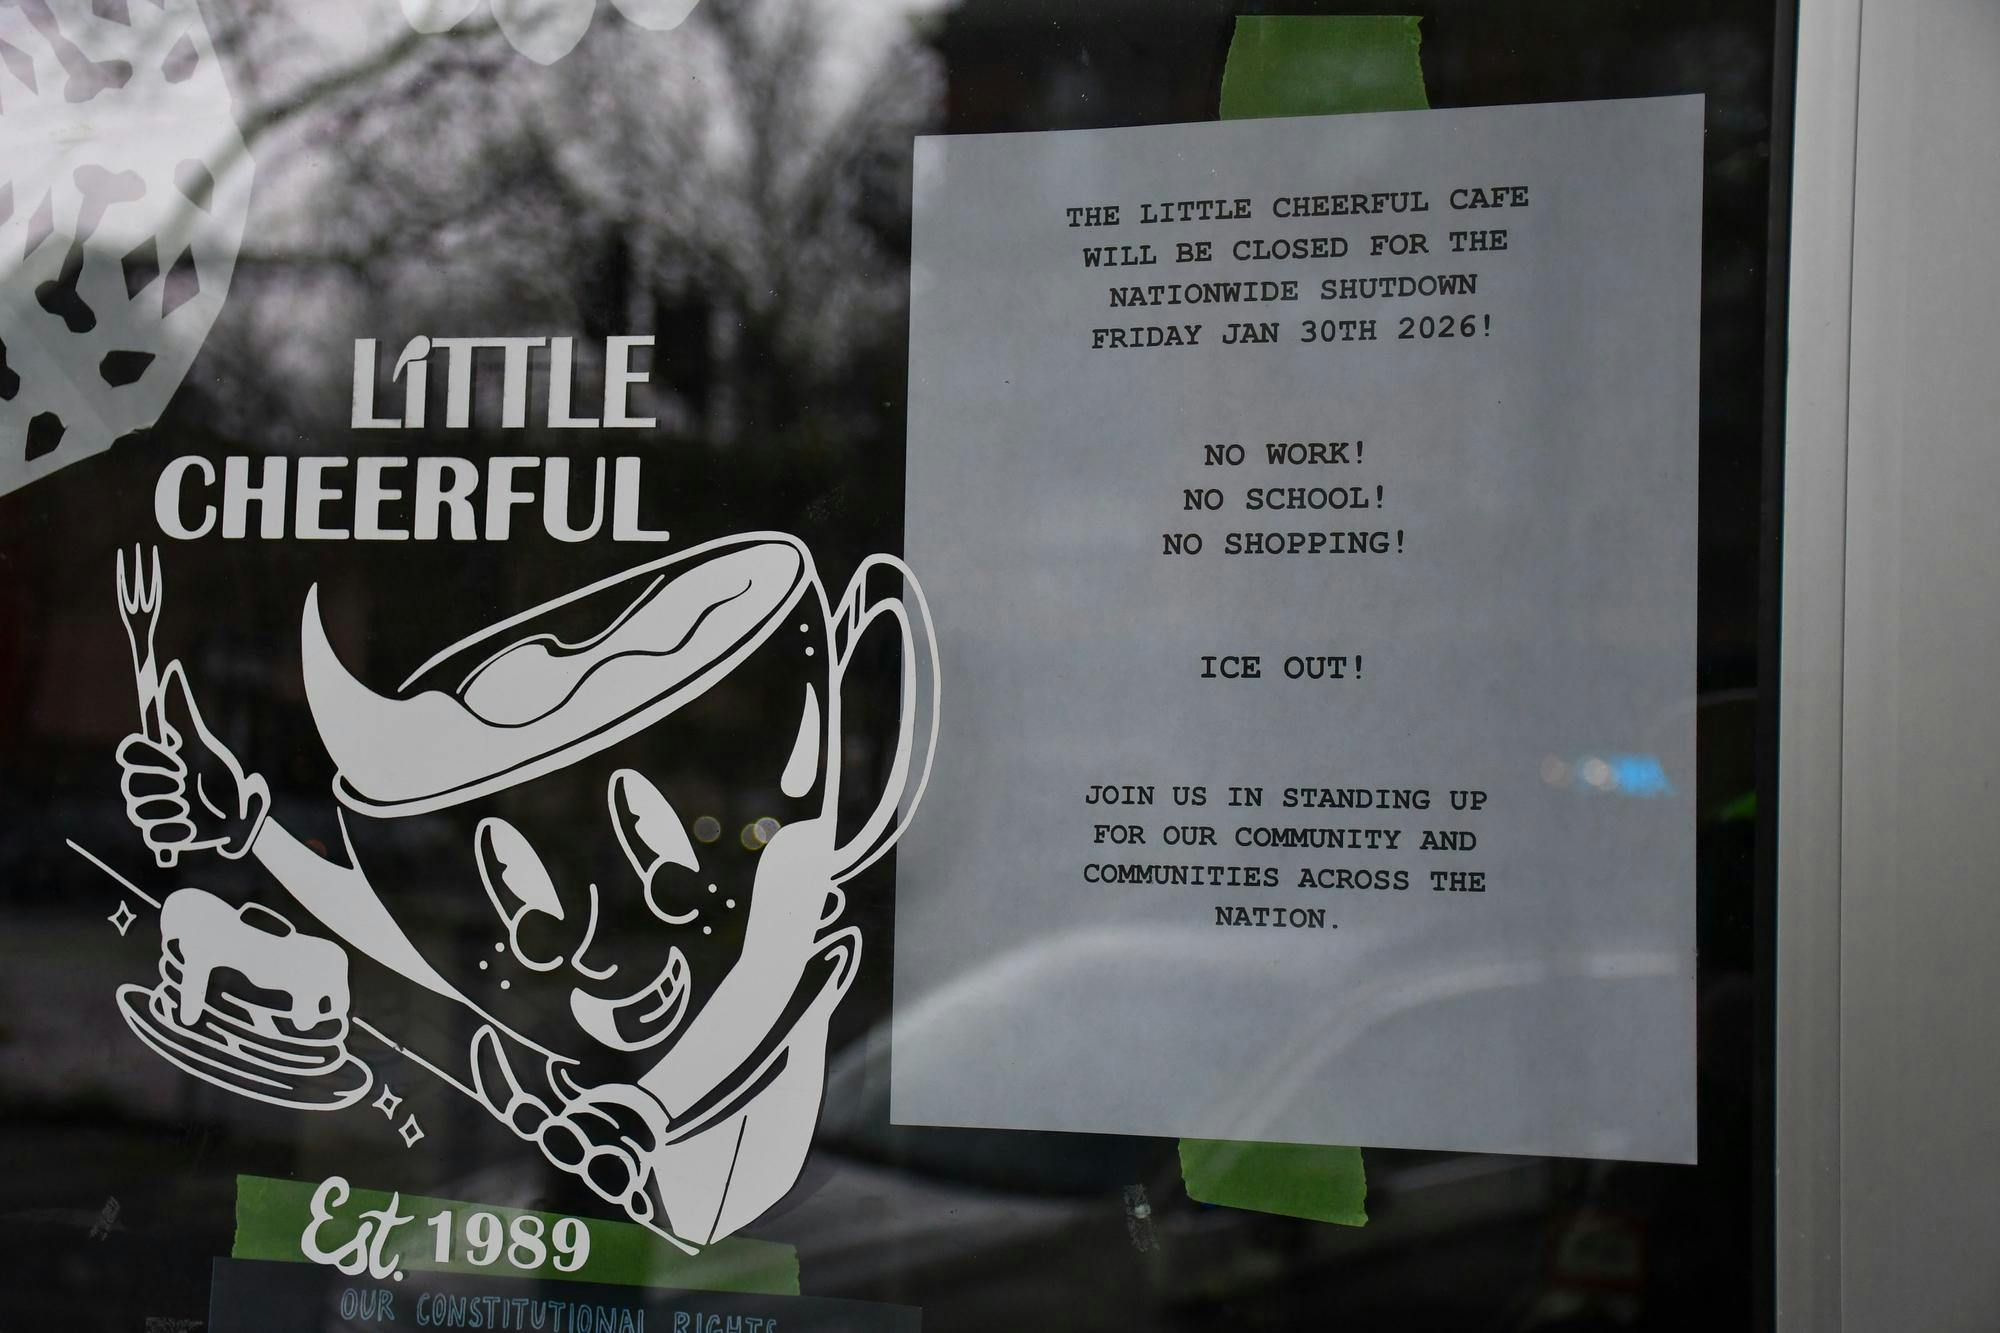 LiTTLE
CHEERFUL
Est. 1989
OUR CONSTITUTIONAL RIGHTS
THE LITTLE CHEERFUL CAFE
WILL BE CLOSED FOR THE
NATIONWIDE SHUTDOWN
FRIDAY JAN 30TH 2026!
NO WORK!
NO SCHOOL!
NO SHOPPING!
ICE OUT!
JOIN US IN STANDING UP
FOR OUR COMMUNITY AND
COMMUNITIES ACROSS THE
NATION.